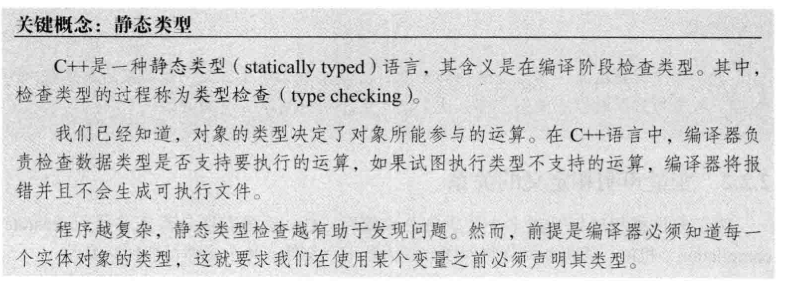 关键概念：静态类型
C++是一种静态类型（statically typed）语言，其含义是在编译阶段检查类型。其中，
检查类型的过程称为类型检查（type checking）。
我们已经知道，对象的类型决定了对象所能参与的运算。在 C++语言中，编译器负
责检查数据类型是否支持要执行的运算，如果试图执行类型不支持的运算，编译器将报
错并且不会生成可执行文件。
程序越复杂，静态类型检查越有助于发现问题。然而，前提是编译器必须知道每一
个实体对象的类型，这就要求我们在使用某个变量之前必须声明其类型。